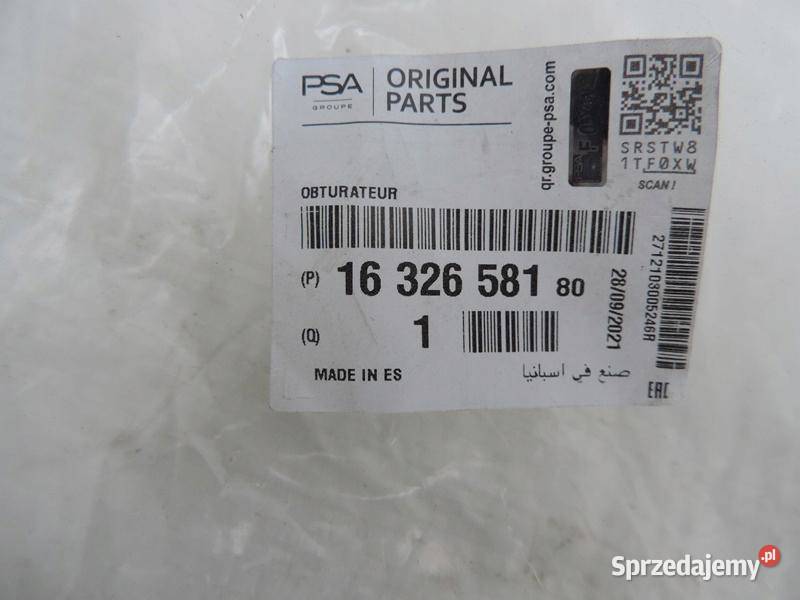 PSA
GROUPE
ORIGINAL
PARTS
qr.groupe-psa.com
SRSTW8
1TF0XW
SCAN!
OBTURATEUR
(P) 16 326 581 80
(Q) 1
28/09/2021
2712103005246R
MADE IN ES
صنع في اسبانيا
EAC
Sprzedajemy.pl